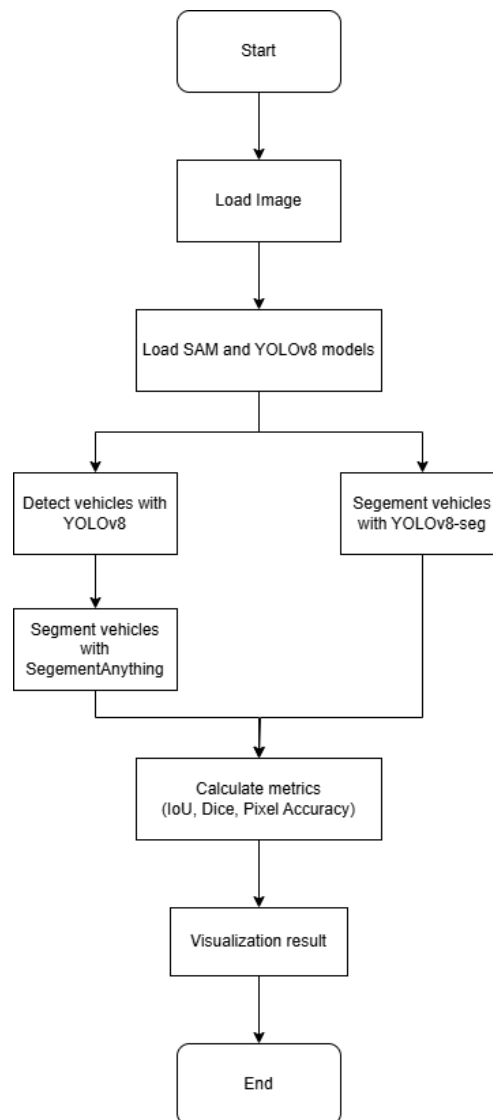 Start
Load Image
Load SAM and YOLOv8 models
Detect vehicles with
YOLOv8
Segement vehicles
with YOLOv8-seg
Segment vehicles
with
SegementAnything
Calculate metrics
(IoU, Dice, Pixel Accuracy)
Visualization result
End